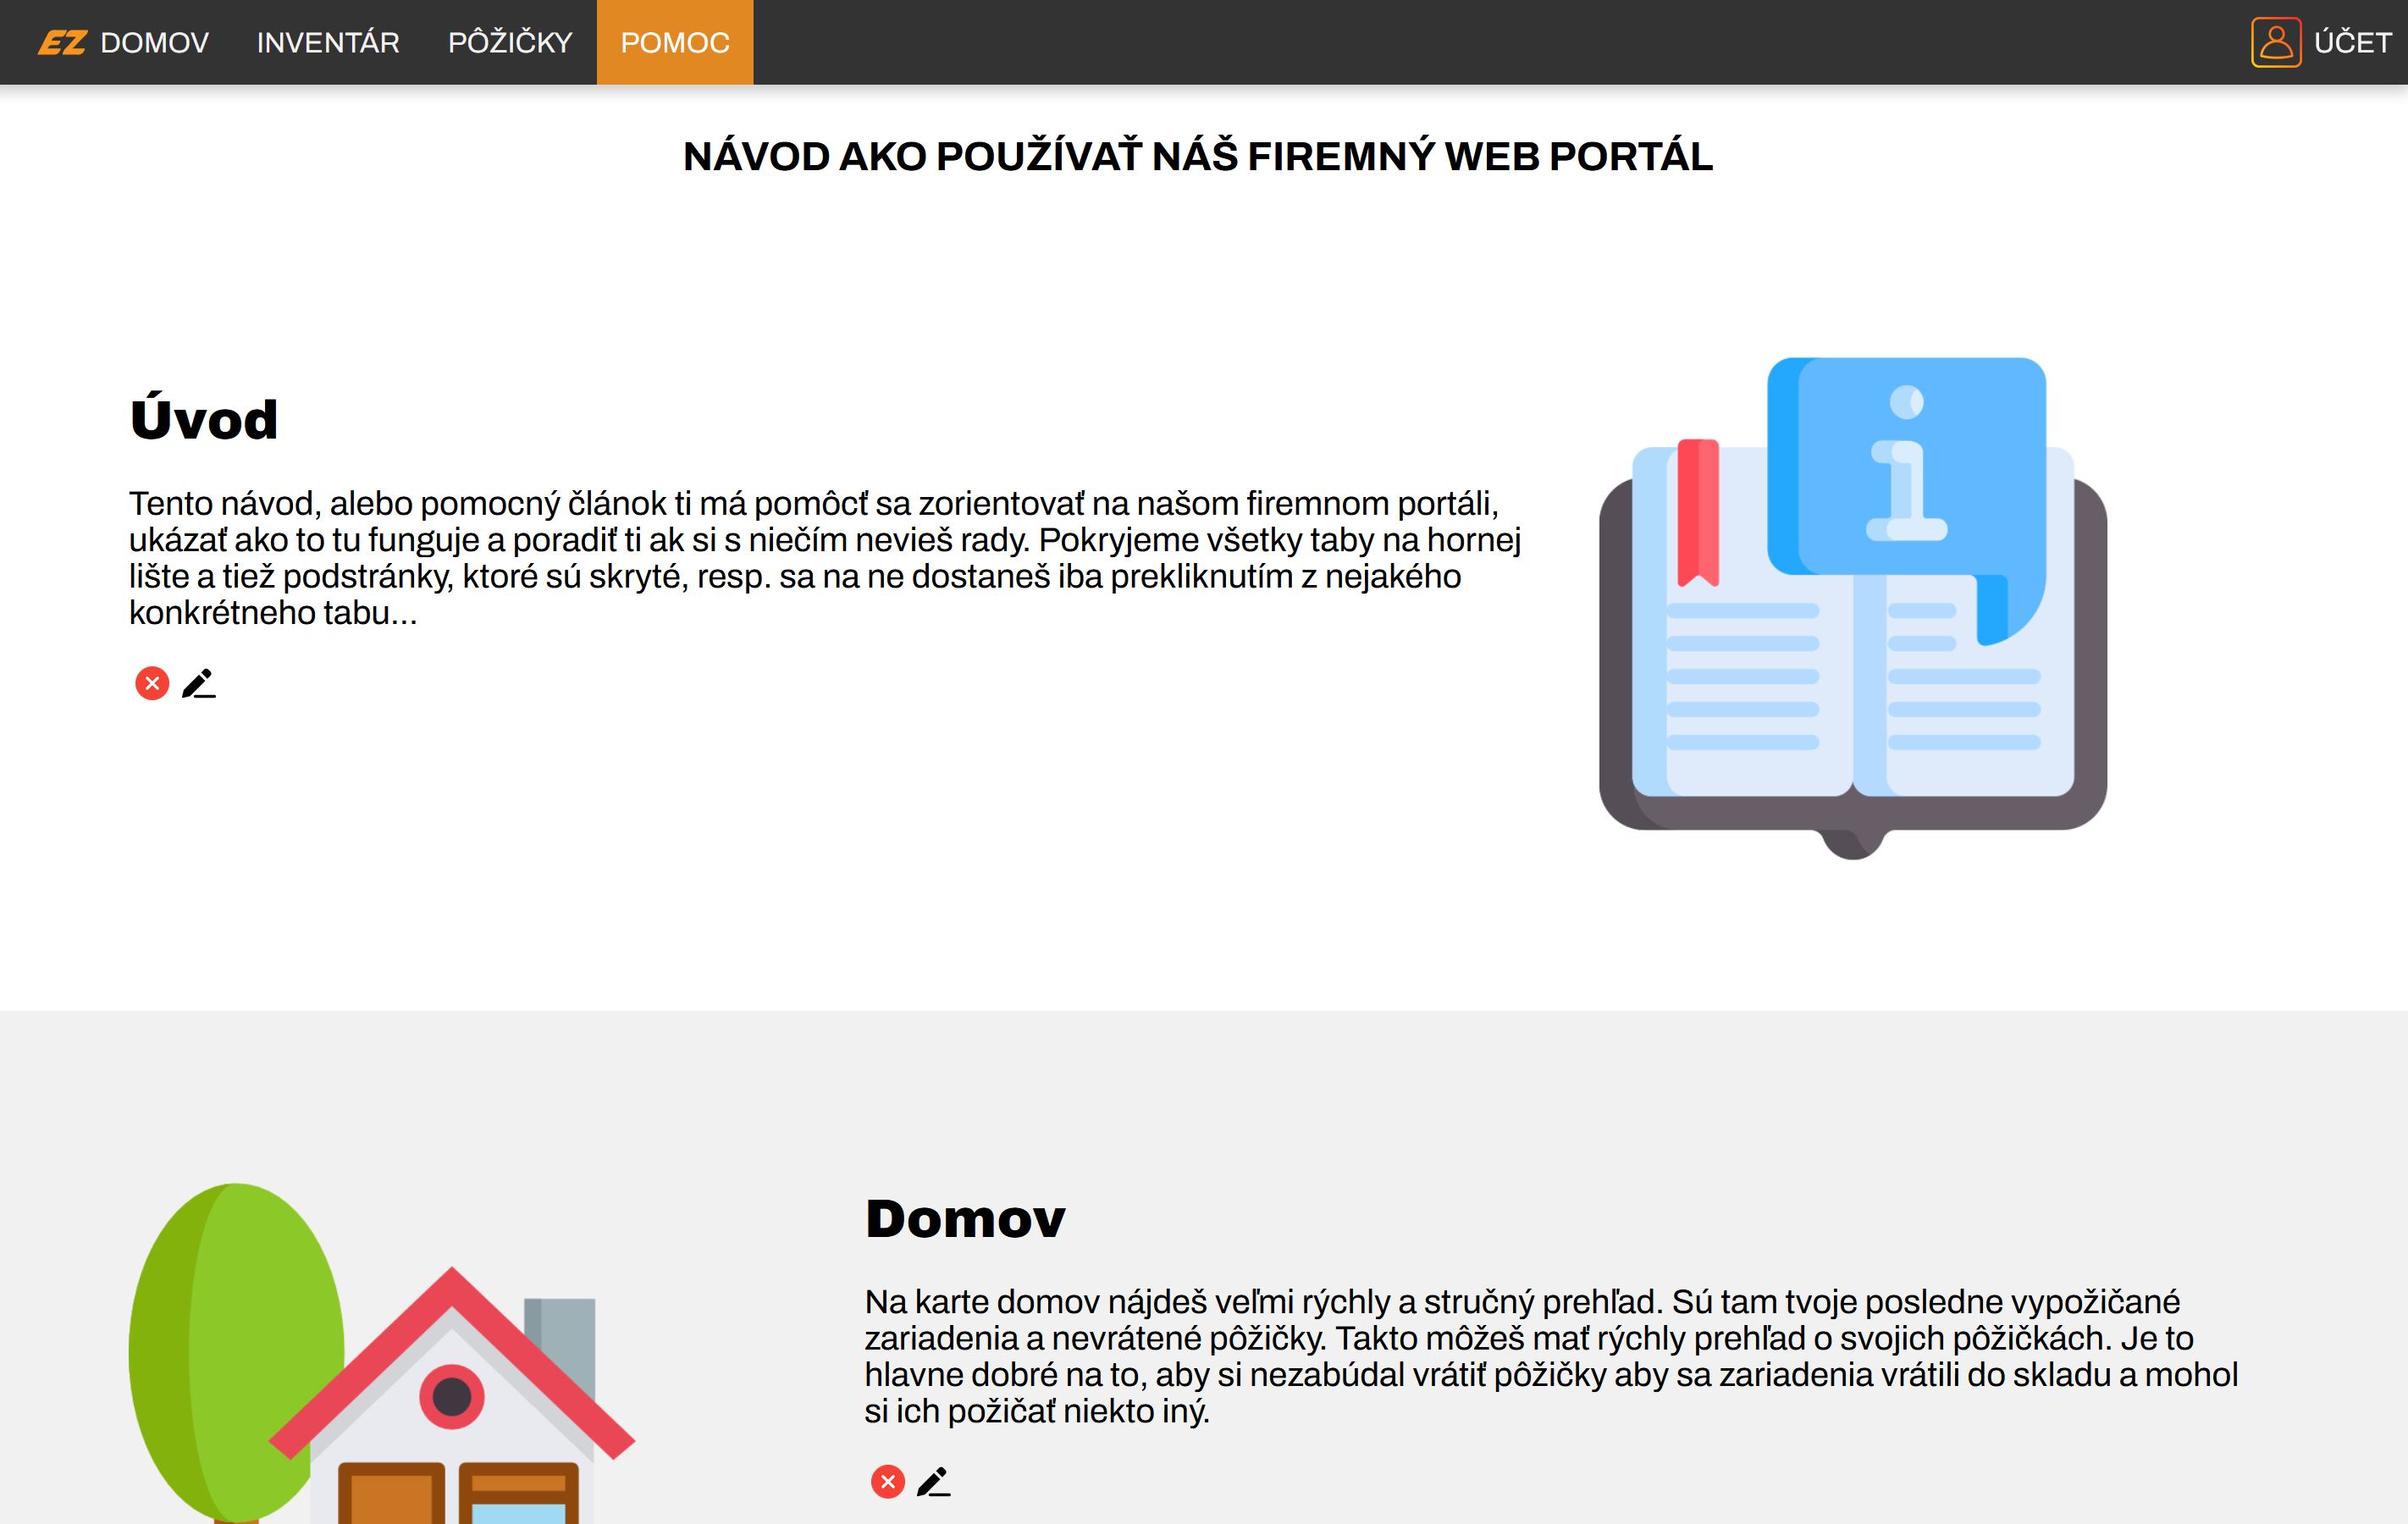 EZ DOMOV INVENTÁR PÔŽIČKY POMOC ÚČET
NÁVOD AKO POUŽÍVAŤ NÁŠ FIREMNÝ WEB PORTÁL
Úvod
Tento návod, alebo pomocný článok ti má pomôcť sa zorientovať na našom firemnom portáli,
ukázať ako to tu funguje a poradiť ti ak si s niečím nevieš rady. Pokryjeme všetky taby na hornej
lište a tiež podstránky, ktoré sú skryté, resp. sa na ne dostaneš iba prekliknutím z nejakého
konkrétneho tabu...
i
Domov
Na karte domov nájdeš veľmi rýchly a stručný prehľad. Sú tam tvoje posledne vypožičané
zariadenia a nevrátené pôžičky. Takto môžeš mať rýchly prehľad o svojich pôžičkách. Je to
hlavne dobré na to, aby si nezabúdal vrátiť pôžičky aby sa zariadenia vrátili do skladu a mohol
si ich požičať niekto iný.